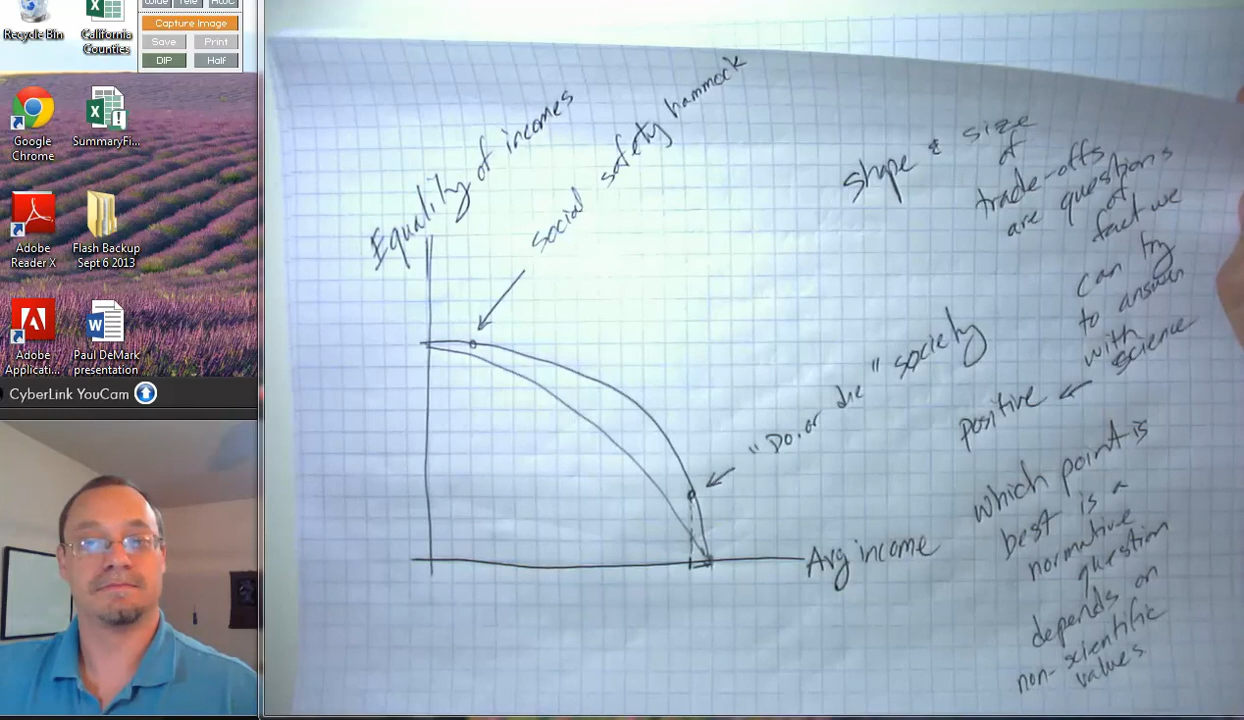 Wide
Tele
HWC
Capture Image
Save
Print
DIP
Half
Recycle Bin
California
Counties
Google
Chrome
SummaryFi...
Adobe
Reader X
Flash Backup
Sept 6 2013
Adobe
Applicati...
Paul DeMark
presentation
CyberLink YouCam
Equality of incomes
social safety hammock
"Do or die" society
Avg income
shape & size
of
trade-offs
are questions
of
fact we
can try
to answer
with
science
positive
which point is
best is a
normative
question
depends on
non-scientific
values